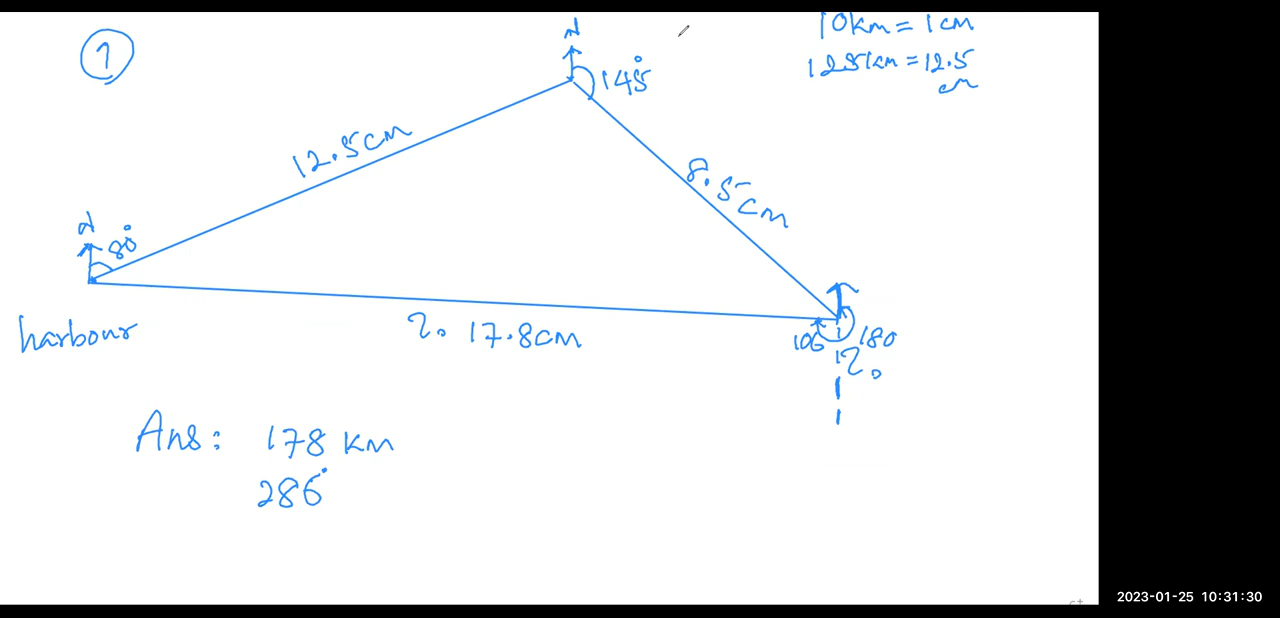 1
10km = 1cm
125km = 12.5
cm
N
145°
12.5cm
8.5cm
N
80°
harbour
?. 17.8cm
106
180
?.
Ans: 178 km
286°
2023-01-25 10:31:30